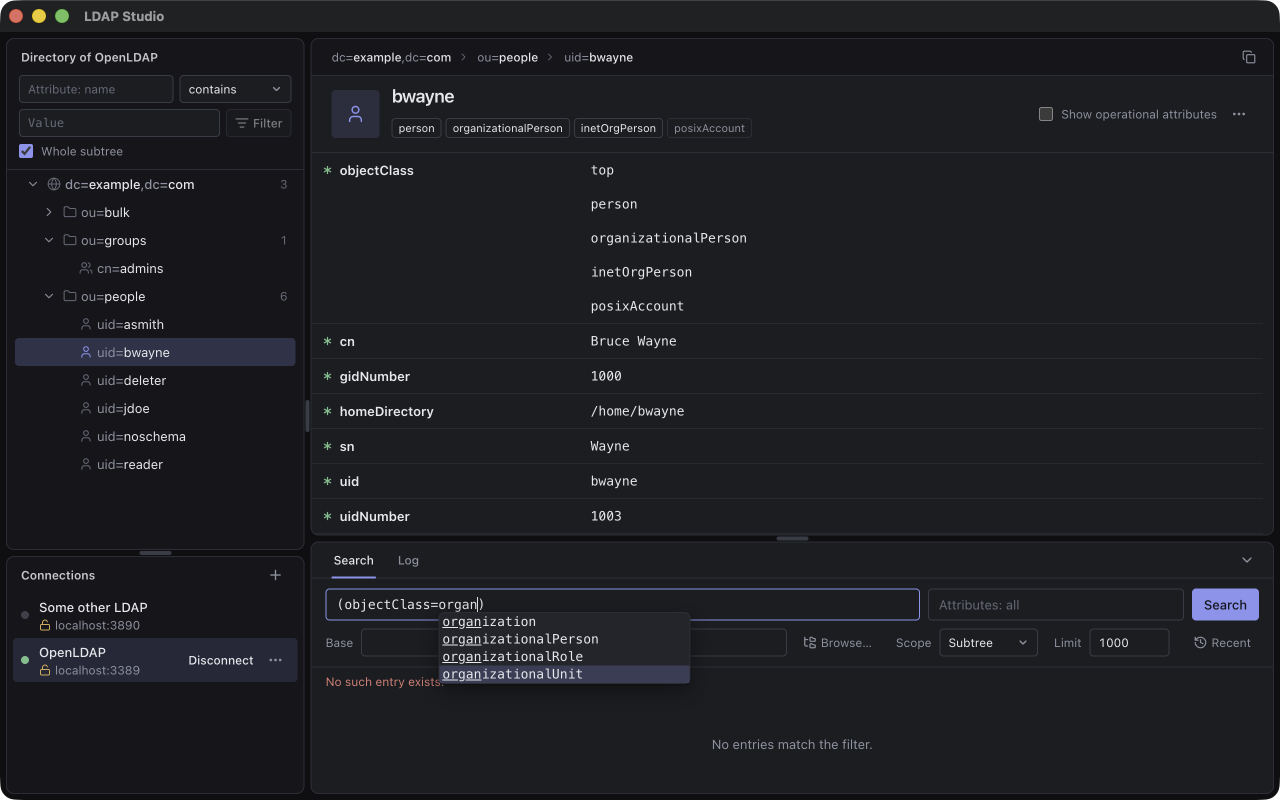 LDAP Studio
Directory of OpenLDAP
Attribute: name
contains
Value
Filter
Whole subtree
dc=example,dc=com 3
ou=bulk
ou=groups 1
cn=admins
ou=people 6
uid=asmith
uid=bwayne
uid=deleter
uid=jdoe
uid=noschema
uid=reader
Connections
Some other LDAP
localhost:3890
OpenLDAP
localhost:3389
Disconnect
dc=example,dc=com > ou=people > uid=bwayne
bwayne
person organizationalPerson inetOrgPerson posixAccount
Show operational attributes
* objectClass top
person
organizationalPerson
inetOrgPerson
posixAccount
* cn Bruce Wayne
* gidNumber 1000
* homeDirectory /home/bwayne
* sn Wayne
* uid bwayne
* uidNumber 1003
Search Log
(objectClass=organ)
Attributes: all
Search
organization
organizationalPerson
organizationalRole
organizationalUnit
Base
Browse...
Scope Subtree
Limit 1000
Recent
No such entry exists.
No entries match the filter.